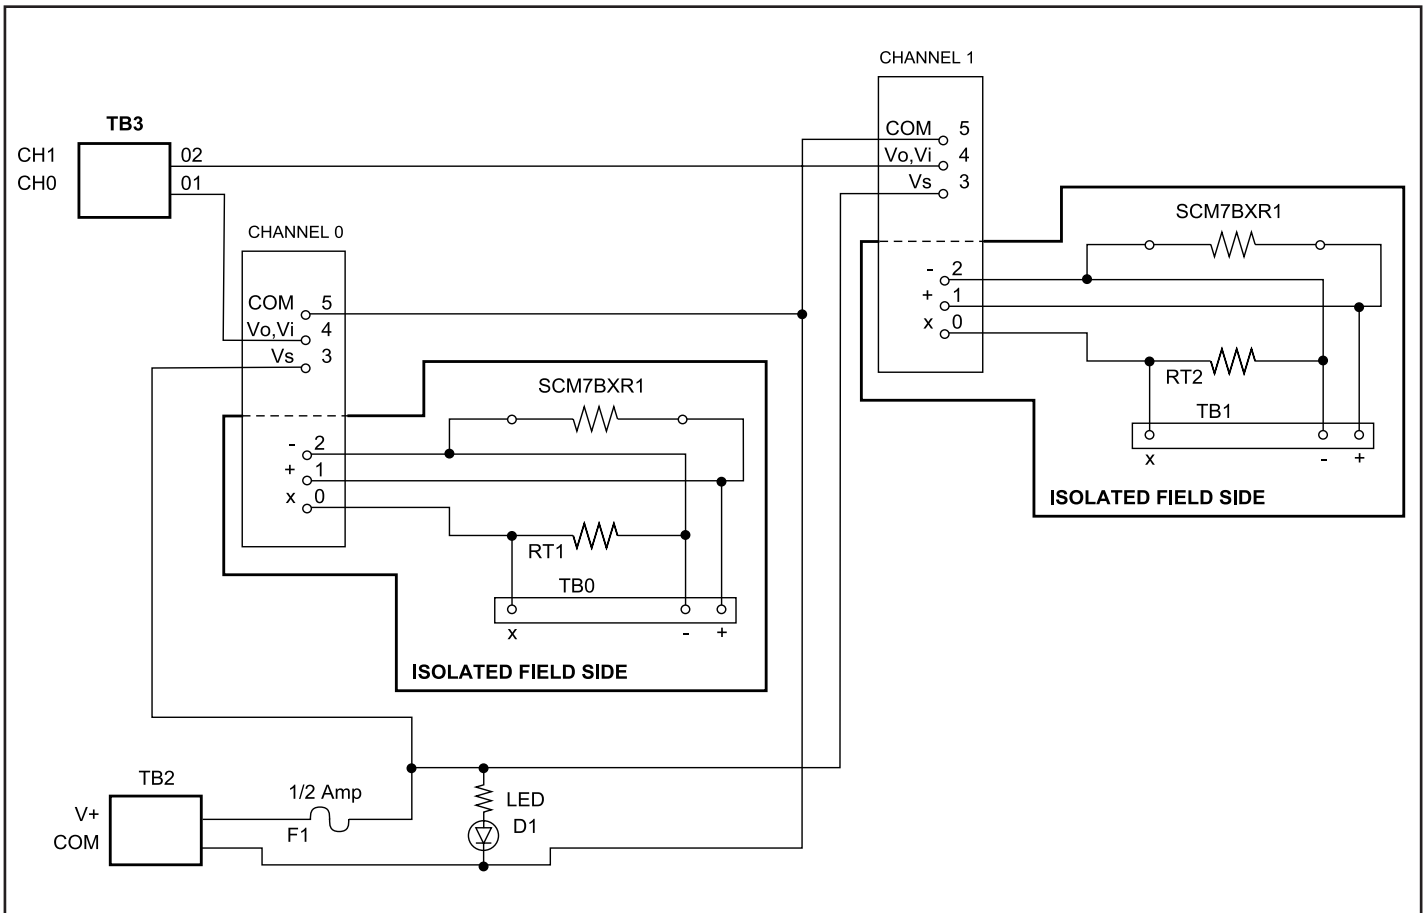 CHANNEL 1
TB3
CH1
CH0
02
01
COM 5
Vo,Vi 4
Vs 3
- 2
+ 1
x 0
SCM7BXR1
RT2
TB1
x - +
ISOLATED FIELD SIDE
CHANNEL 0
COM 5
Vo,Vi 4
Vs 3
- 2
+ 1
x 0
SCM7BXR1
RT1
TB0
x - +
ISOLATED FIELD SIDE
TB2
V+
COM
1/2 Amp
F1
LED
D1